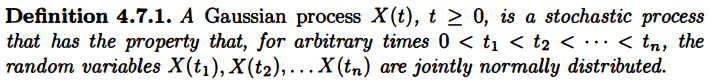 Definition 4.7.1. A Gaussian process X(t), t ≥ 0, is a stochastic process
that has the property that, for arbitrary times 0 < t₁ < t₂ < ··· < tₙ, the
random variables X(t₁), X(t₂), ... X(tₙ) are jointly normally distributed.